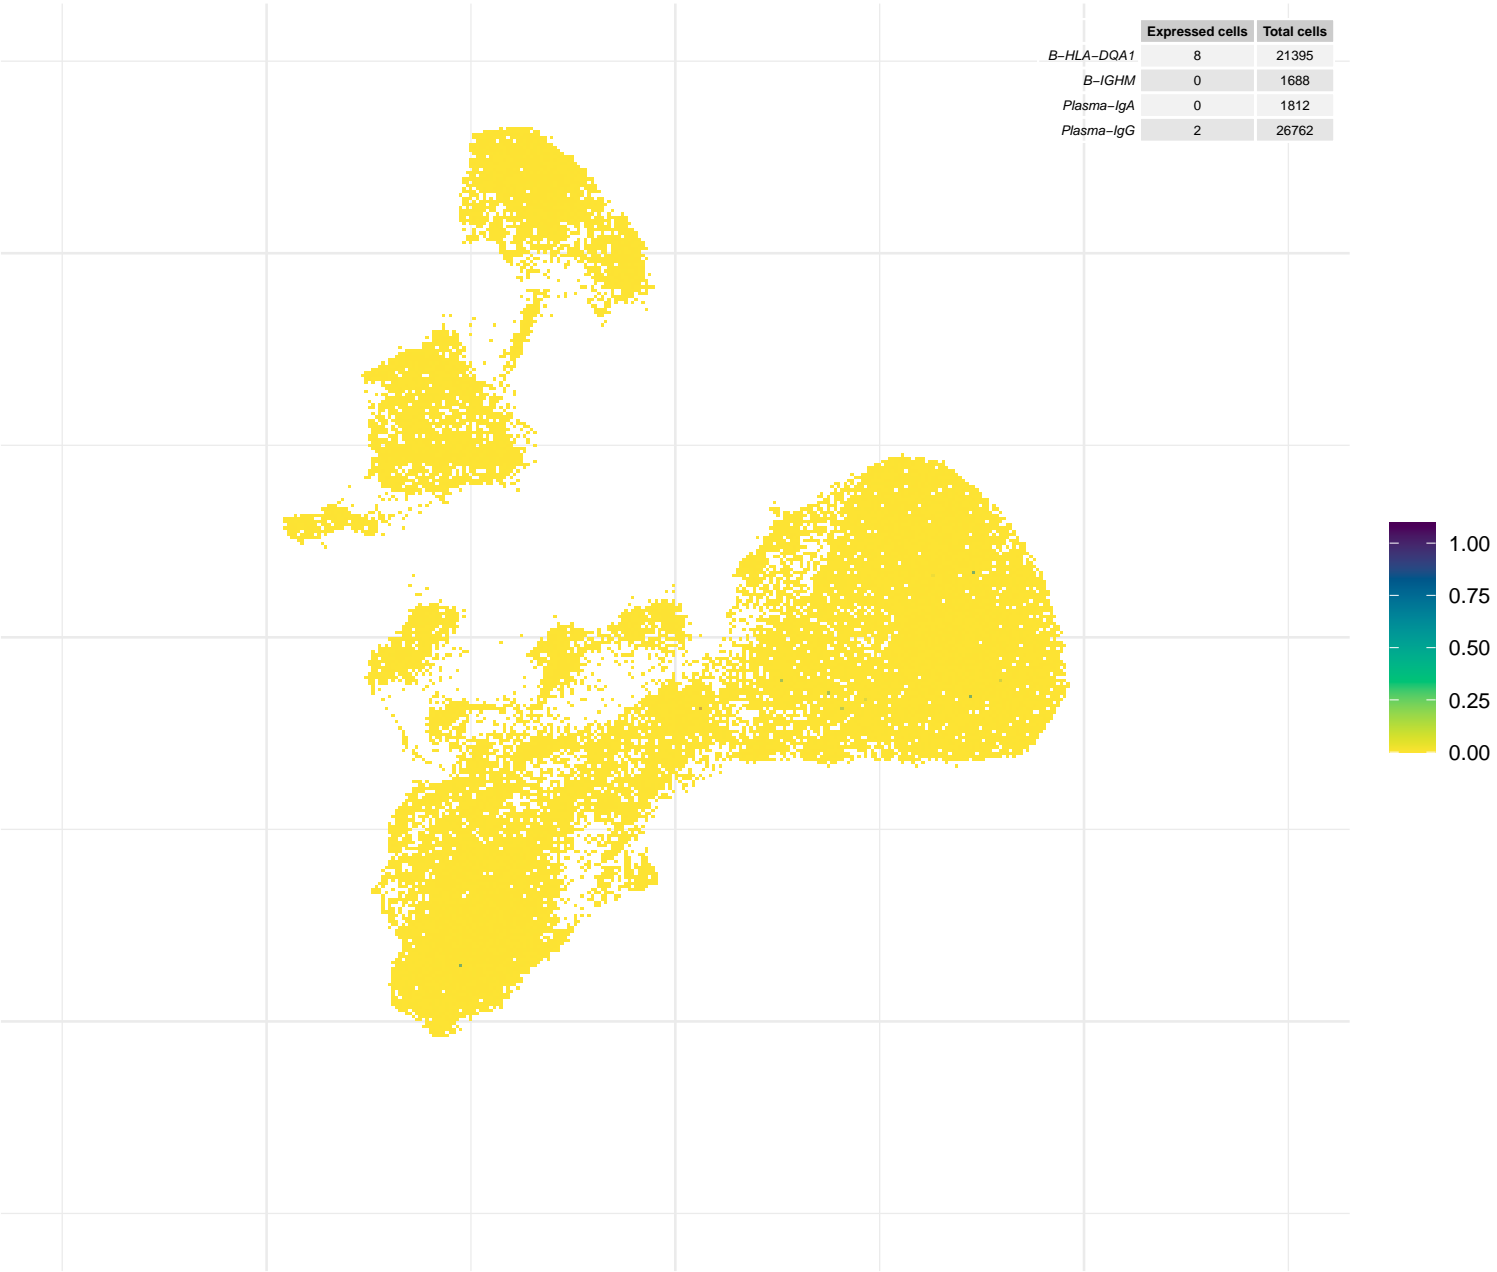 Expressed cells Total cells
B−HLA−DQA1 8 21395
B−IGHM 0 1688
Plasma−IgA 0 1812
Plasma−IgG 2 26762
1.00
0.75
0.50
0.25
0.00